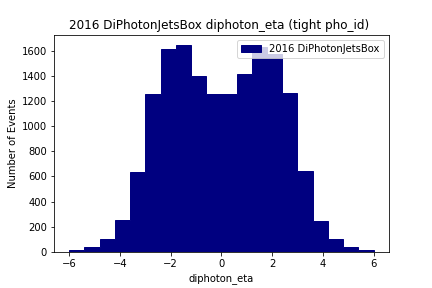 2016 DiPhotonJetsBox diphoton_eta (tight pho_id)
2016 DiPhotonJetsBox
Number of Events
1600
1400
1200
1000
800
600
400
200
0
−6 −4 −2 0 2 4 6
diphoton_eta